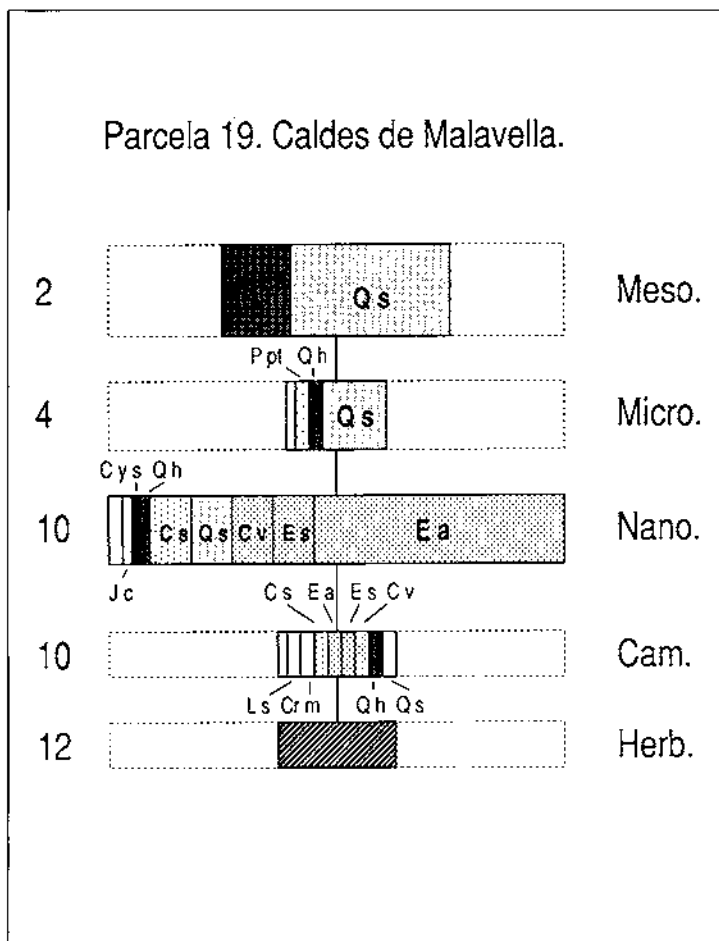 Parcela 19. Caldes de Malavella.
2 Qs Meso.
Ppt Qh
4 Qs Micro.
Cys Qh
10 Cs Qs Cv Es Ea Nano.
Jc
Cs Ea Es Cv
10 Cam.
Ls Crm Qh Qs
12 Herb.